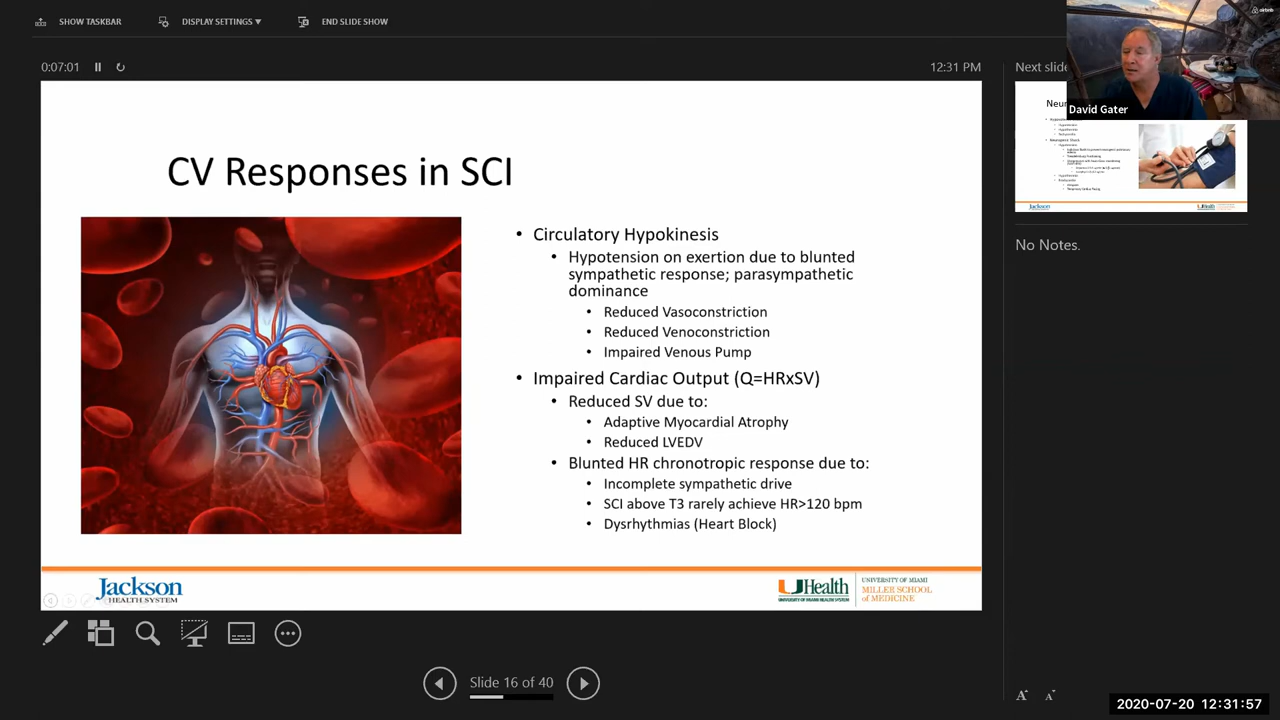 SHOW TASKBAR
DISPLAY SETTINGS ▼
END SLIDE SHOW
airbnb
0:07:01
12:31 PM
Next slid
David Gater
CV Responses in SCI
• Circulatory Hypokinesis
• Hypotension on exertion due to blunted
sympathetic response; parasympathetic
dominance
• Reduced Vasoconstriction
• Reduced Venoconstriction
• Impaired Venous Pump
• Impaired Cardiac Output (Q=HRxSV)
• Reduced SV due to:
• Adaptive Myocardial Atrophy
• Reduced LVEDV
• Blunted HR chronotropic response due to:
• Incomplete sympathetic drive
• SCI above T3 rarely achieve HR>120 bpm
• Dysrhythmias (Heart Block)
Jackson
HEALTH SYSTEM
UHealth
UNIVERSITY OF MIAMI HEALTH SYSTEM
UNIVERSITY OF MIAMI
MILLER SCHOOL
of MEDICINE
Neur
Jackson
UHealth
No Notes.
Slide 16 of 40
A
A
2020-07-20 12:31:57